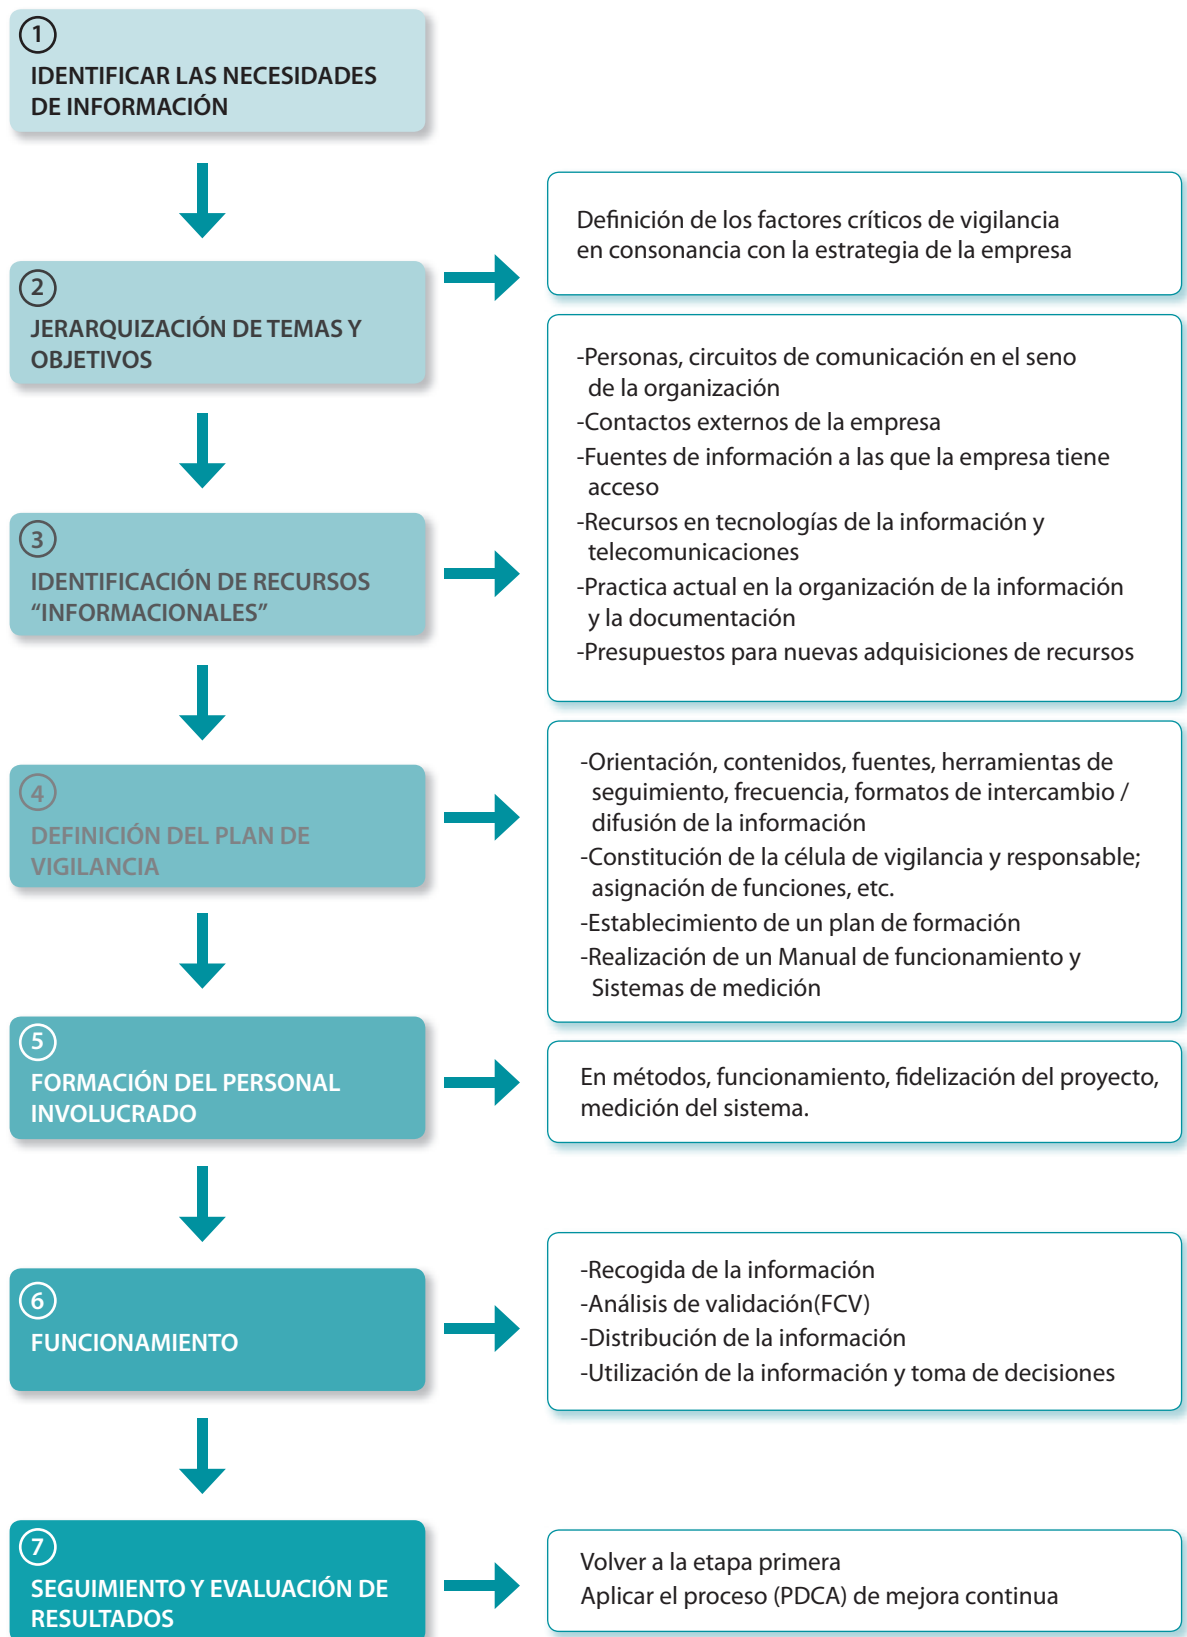 1
IDENTIFICAR LAS NECESIDADES
DE INFORMACIÓN
2
JERARQUIZACIÓN DE TEMAS Y
OBJETIVOS
Definición de los factores críticos de vigilancia
en consonancia con la estrategia de la empresa
3
IDENTIFICACIÓN DE RECURSOS
“INFORMACIONALES”
-Personas, circuitos de comunicación en el seno
de la organización
-Contactos externos de la empresa
-Fuentes de información a las que la empresa tiene
acceso
-Recursos en tecnologías de la información y
telecomunicaciones
-Practica actual en la organización de la información
y la documentación
-Presupuestos para nuevas adquisiciones de recursos
4
DEFINICIÓN DEL PLAN DE
VIGILANCIA
-Orientación, contenidos, fuentes, herramientas de
seguimiento, frecuencia, formatos de intercambio /
difusión de la información
-Constitución de la célula de vigilancia y responsable;
asignación de funciones, etc.
-Establecimiento de un plan de formación
-Realización de un Manual de funcionamiento y
Sistemas de medición
5
FORMACIÓN DEL PERSONAL
INVOLUCRADO
En métodos, funcionamiento, fidelización del proyecto,
medición del sistema.
6
FUNCIONAMIENTO
-Recogida de la información
-Análisis de validación(FCV)
-Distribución de la información
-Utilización de la información y toma de decisiones
7
SEGUIMIENTO Y EVALUACIÓN DE
RESULTADOS
Volver a la etapa primera
Aplicar el proceso (PDCA) de mejora continua